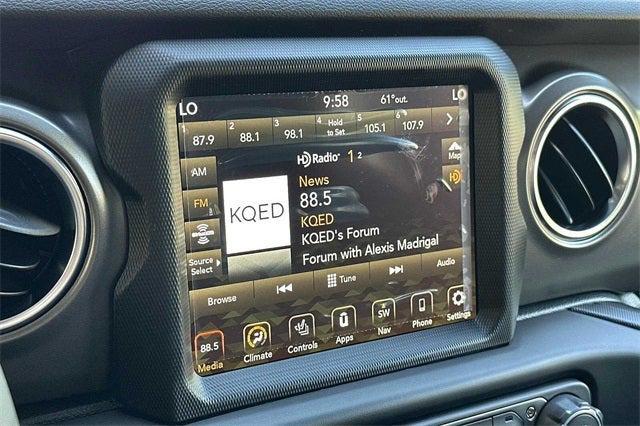 LO 9:58 61°out. LO
1 2 3 4 Hold to Set 5 6
87.9 88.1 98.1 105.1 107.9
HD Radio 1 2
Map
AM
News
FM
88.5
HD
KQED
KQED
KQED's Forum
Source Select
Forum with Alexis Madrigal
Browse Tune Audio
88.5 SW
Media Climate Controls Apps Nav Phone Settings